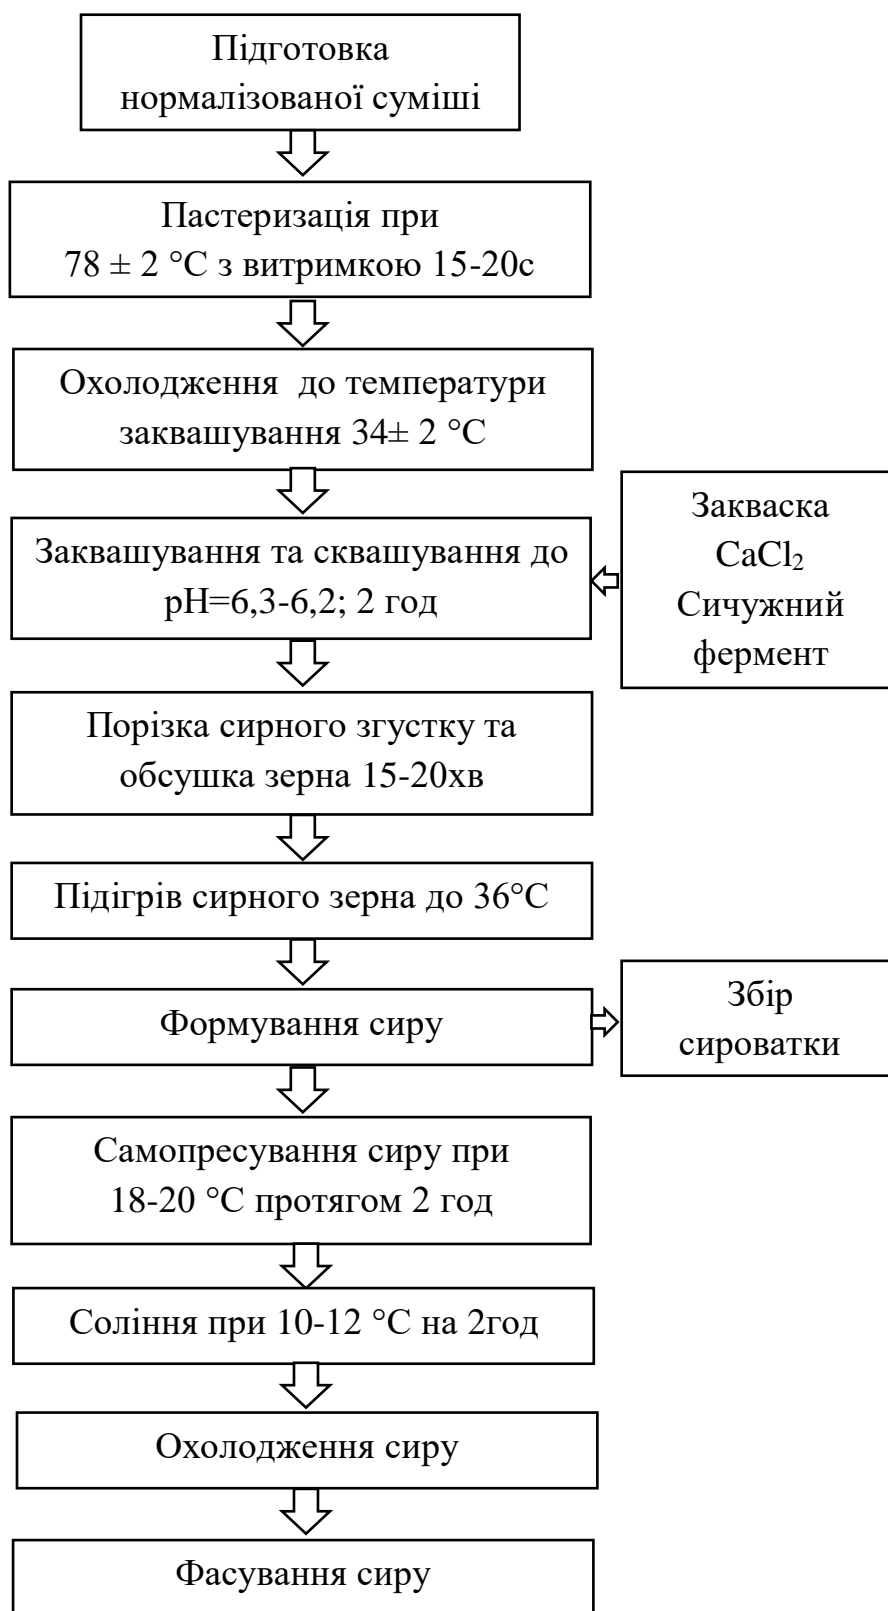 Підготовка
нормалізованої суміші
Пастеризація при
78 ± 2 °С з витримкою 15-20с
Охолодження до температури
заквашування 34± 2 °С
Заквашування та сквашування до
рН=6,3-6,2; 2 год
Закваска
CaCl₂
Сичужний
фермент
Порізка сирного згустку та
обсушка зерна 15-20хв
Підігрів сирного зерна до 36°С
Формування сиру
Збір
сироватки
Самопресування сиру при
18-20 °С протягом 2 год
Соління при 10-12 °С на 2год
Охолодження сиру
Фасування сиру